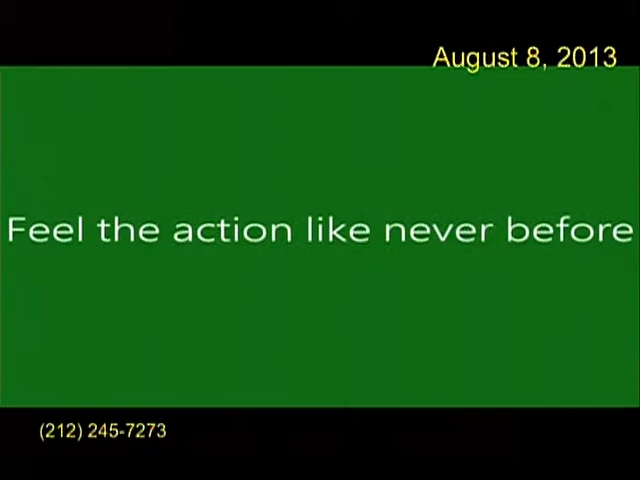 August 8, 2013
Feel the action like never before
(212) 245-7273